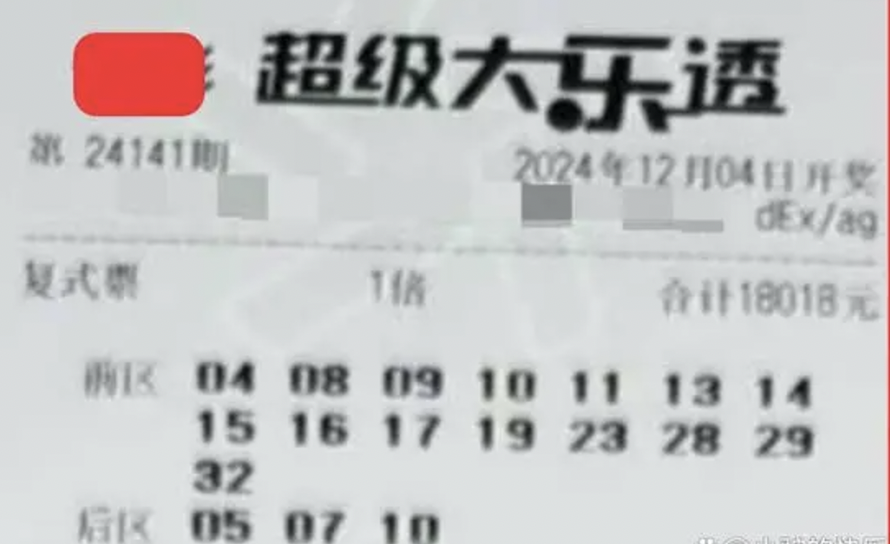 超级大乐透
第 24141期 2024年12月04日开奖
dEx/ag
复式票 1倍 合计18018元
前区 04 08 09 10 11 13 14
15 16 17 19 23 28 29
32
后区 05 07 10